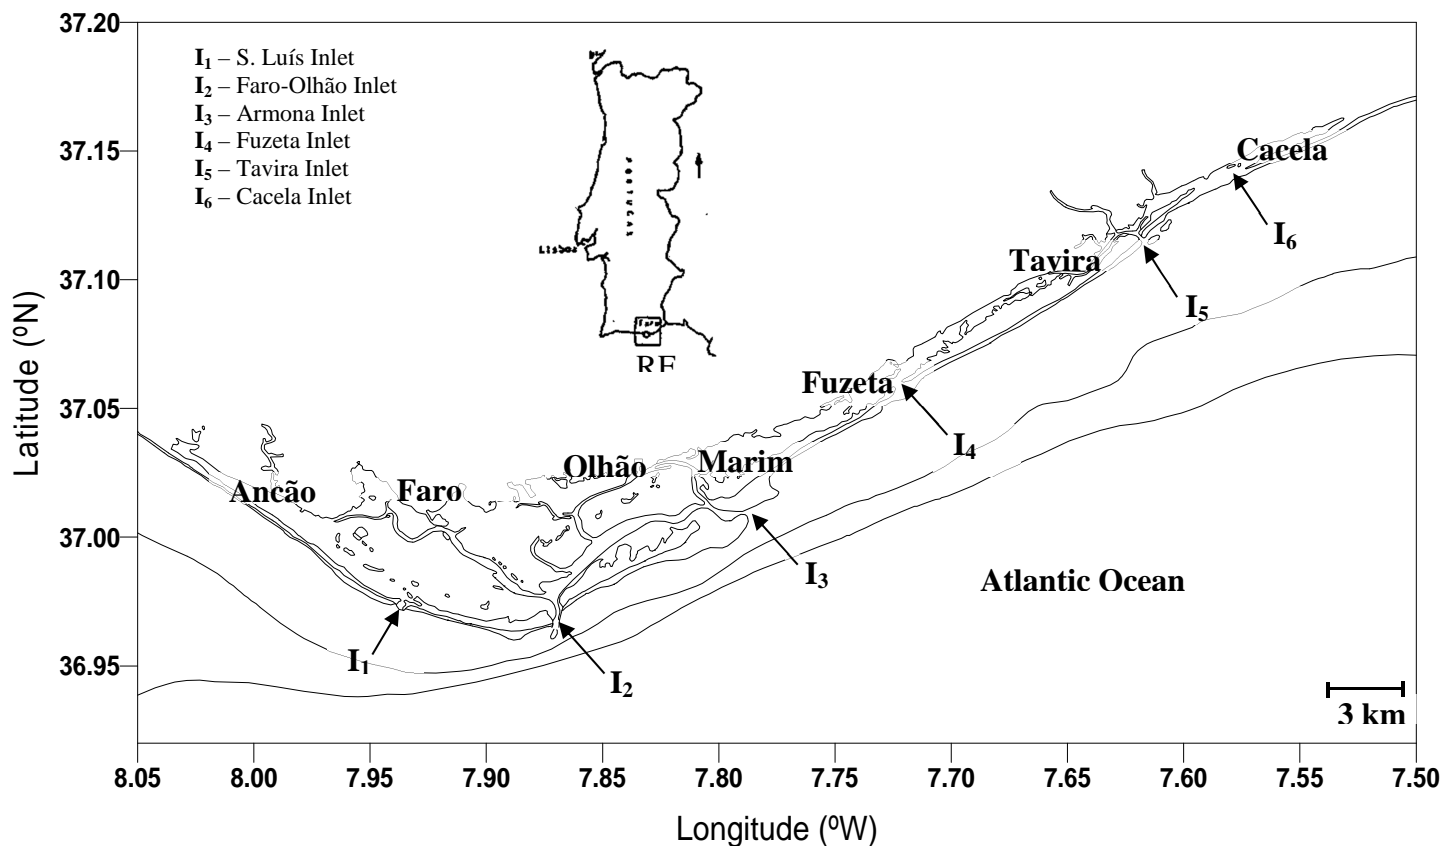 37.20
37.15
37.10
37.05
37.00
36.95
Latitude (ºN)
I1 – S. Luís Inlet
I2 – Faro-Olhão Inlet
I3 – Armona Inlet
I4 – Fuzeta Inlet
I5 – Tavira Inlet
I6 – Cacela Inlet
PORTUGAL
Lisboa
Faro
RF
Cacela
I6
Tavira
I5
Fuzeta
I4
Olhão
Marim
Ancão
Faro
I3
Atlantic Ocean
I1
I2
3 km
8.05
8.00
7.95
7.90
7.85
7.80
7.75
7.70
7.65
7.60
7.55
7.50
Longitude (ºW)